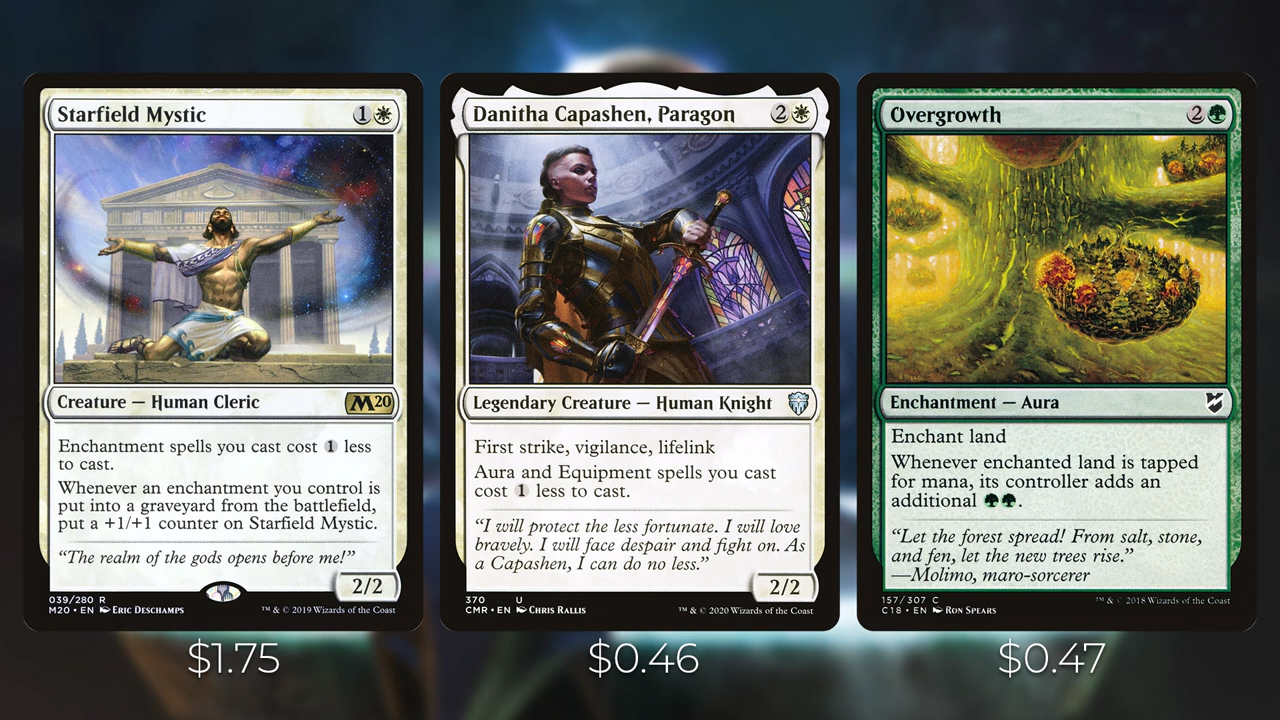 Starfield Mystic 1
Creature — Human Cleric M20
Enchantment spells you cast cost 1 less
to cast.
Whenever an enchantment you control is
put into a graveyard from the battlefield,
put a +1/+1 counter on Starfield Mystic.
“The realm of the gods opens before me!”
2/2
039/280 R
M20 • EN Eric Deschamps
™ & © 2019 Wizards of the Coast
$1.75
Danitha Capashen, Paragon 2
Legendary Creature — Human Knight
First strike, vigilance, lifelink
Aura and Equipment spells you cast
cost 1 less to cast.
“I will protect the less fortunate. I will love
bravely. I will face despair and fight on. As
a Capashen, I can do no less.”
2/2
370 U
CMR • EN Chris Rallis
™ & © 2020 Wizards of the Coast
$0.46
Overgrowth 2
Enchantment — Aura
Enchant land
Whenever enchanted land is tapped
for mana, its controller adds an
additional .
“Let the forest spread! From salt, stone,
and fen, let the new trees rise.”
—Molimo, maro-sorcerer
157/307 C
C18 • EN Ron Spears
™ & © 2018 Wizards of the Coast
$0.47